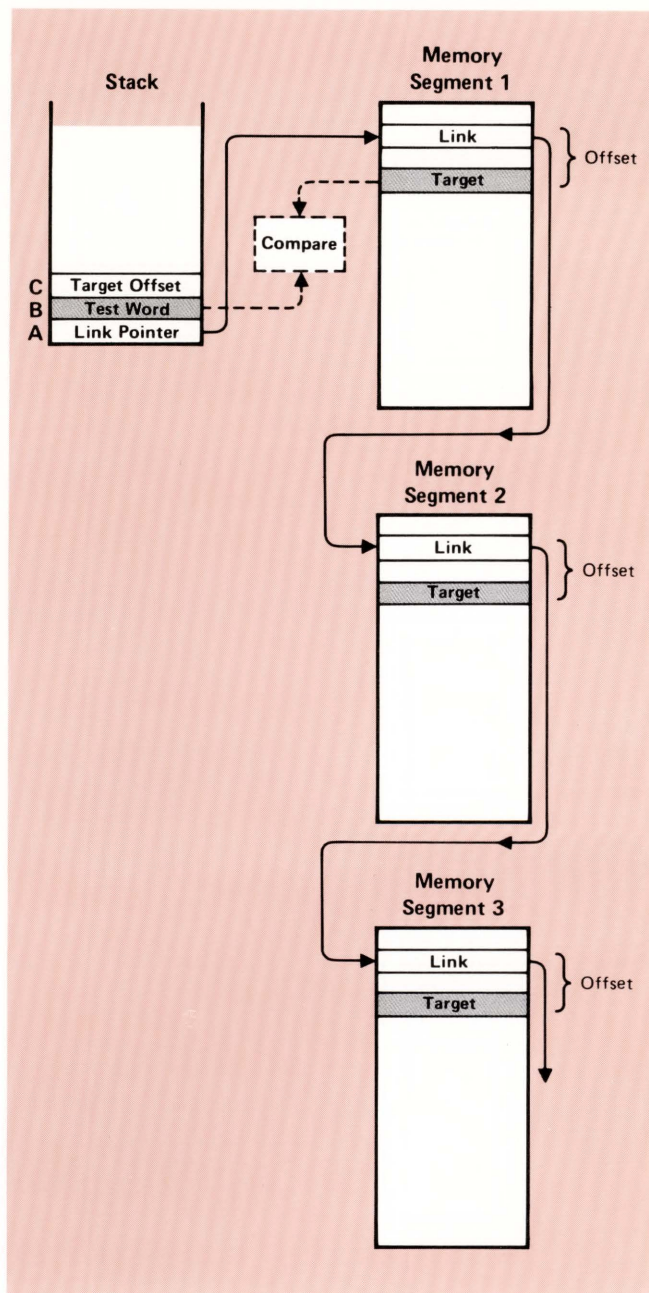 Stack
C Target Offset
B Test Word
A Link Pointer
Compare
Memory
Segment 1
Link
Offset
Target
Memory
Segment 2
Link
Offset
Target
Memory
Segment 3
Link
Offset
Target